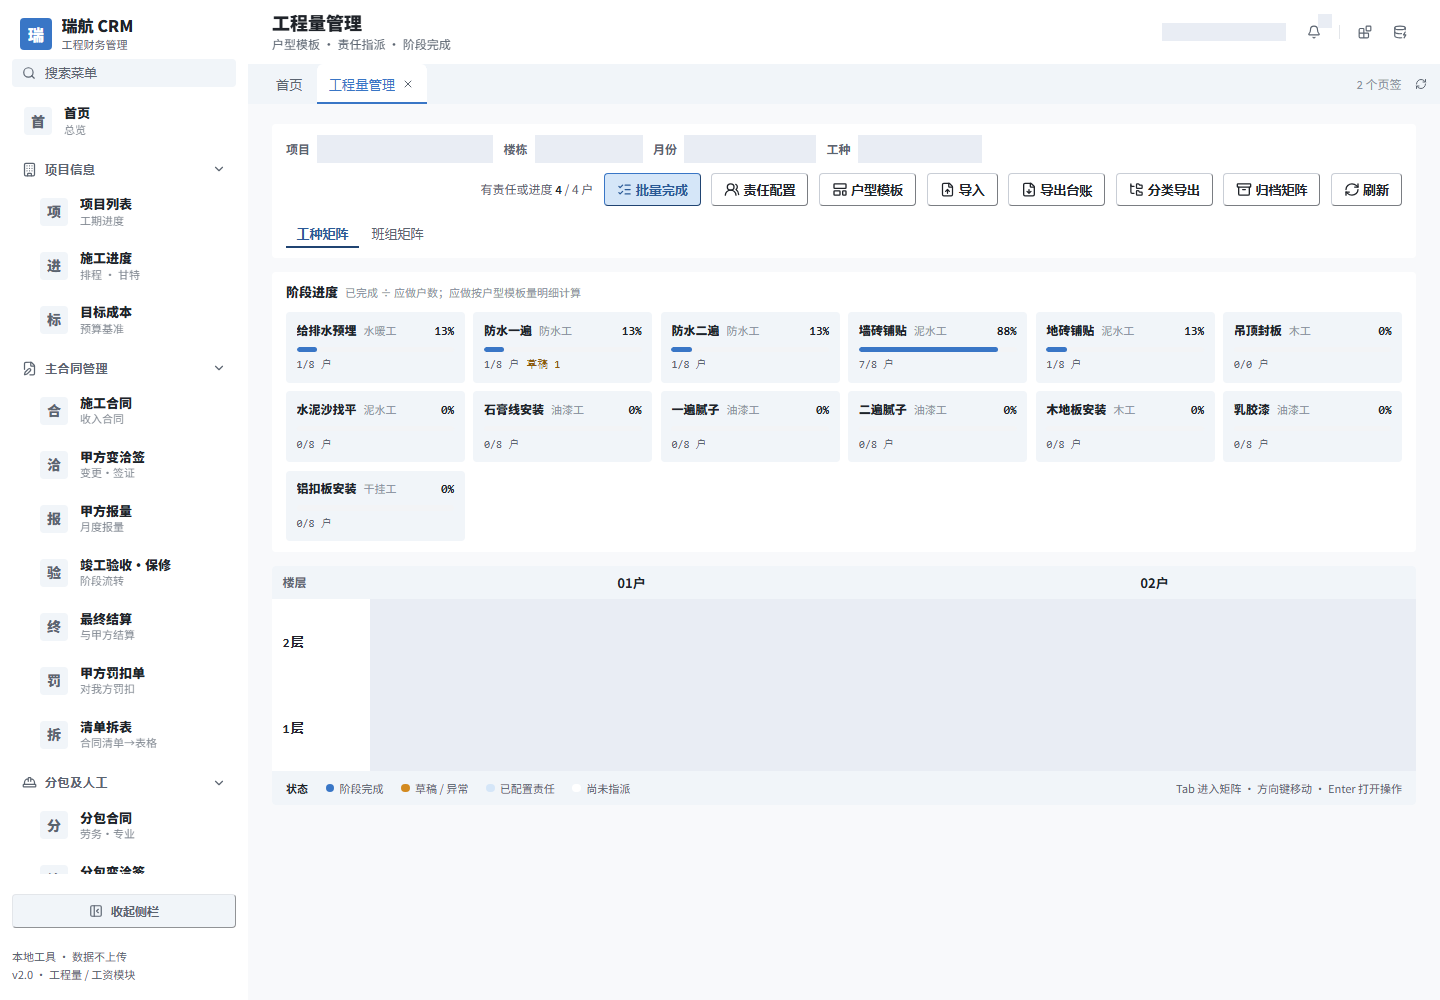 瑞
瑞航 CRM
工程财务管理
搜索菜单
首
首页
总览
项目信息
项
项目列表
工期进度
进
施工进度
排程 · 甘特
标
目标成本
预算基准
主合同管理
合
施工合同
收入合同
洽
甲方变洽签
变更·签证
报
甲方报量
月度报量
验
竣工验收·保修
阶段流转
终
最终结算
与甲方结算
罚
甲方罚扣单
对我方罚扣
拆
清单拆表
合同清单→表格
分包及人工
分
分包合同
劳务·专业
分包变洽签
收起侧栏
本地工具 · 数据不上传
v2.0 · 工程量 / 工资模块
工程量管理
户型模板 · 责任指派 · 阶段完成
首页
工程量管理 ×
2 个页签
项目
楼栋
月份
工种
有责任或进度 4 / 4 户
批量完成
责任配置
户型模板
导入
导出台账
分类导出
归档矩阵
刷新
工种矩阵
班组矩阵
阶段进度 已完成 ÷ 应做户数；应做按户型模板量明细计算
给排水预埋 水暖工 13%
1/8 户
防水一遍 防水工 13%
1/8 户 草稿 1
防水二遍 防水工 13%
1/8 户
墙砖铺贴 泥水工 88%
7/8 户
地砖铺贴 泥水工 13%
1/8 户
吊顶封板 木工 0%
0/0 户
水泥沙找平 泥水工 0%
0/8 户
石膏线安装 油漆工 0%
0/8 户
一遍腻子 油漆工 0%
0/8 户
二遍腻子 油漆工 0%
0/8 户
木地板安装 木工 0%
0/8 户
乳胶漆 油漆工 0%
0/8 户
铝扣板安装 干挂工 0%
0/8 户
楼层 01户 02户
2层
1层
状态 阶段完成 草稿 / 异常 已配置责任 尚未指派
Tab 进入矩阵 · 方向键移动 · Enter 打开操作